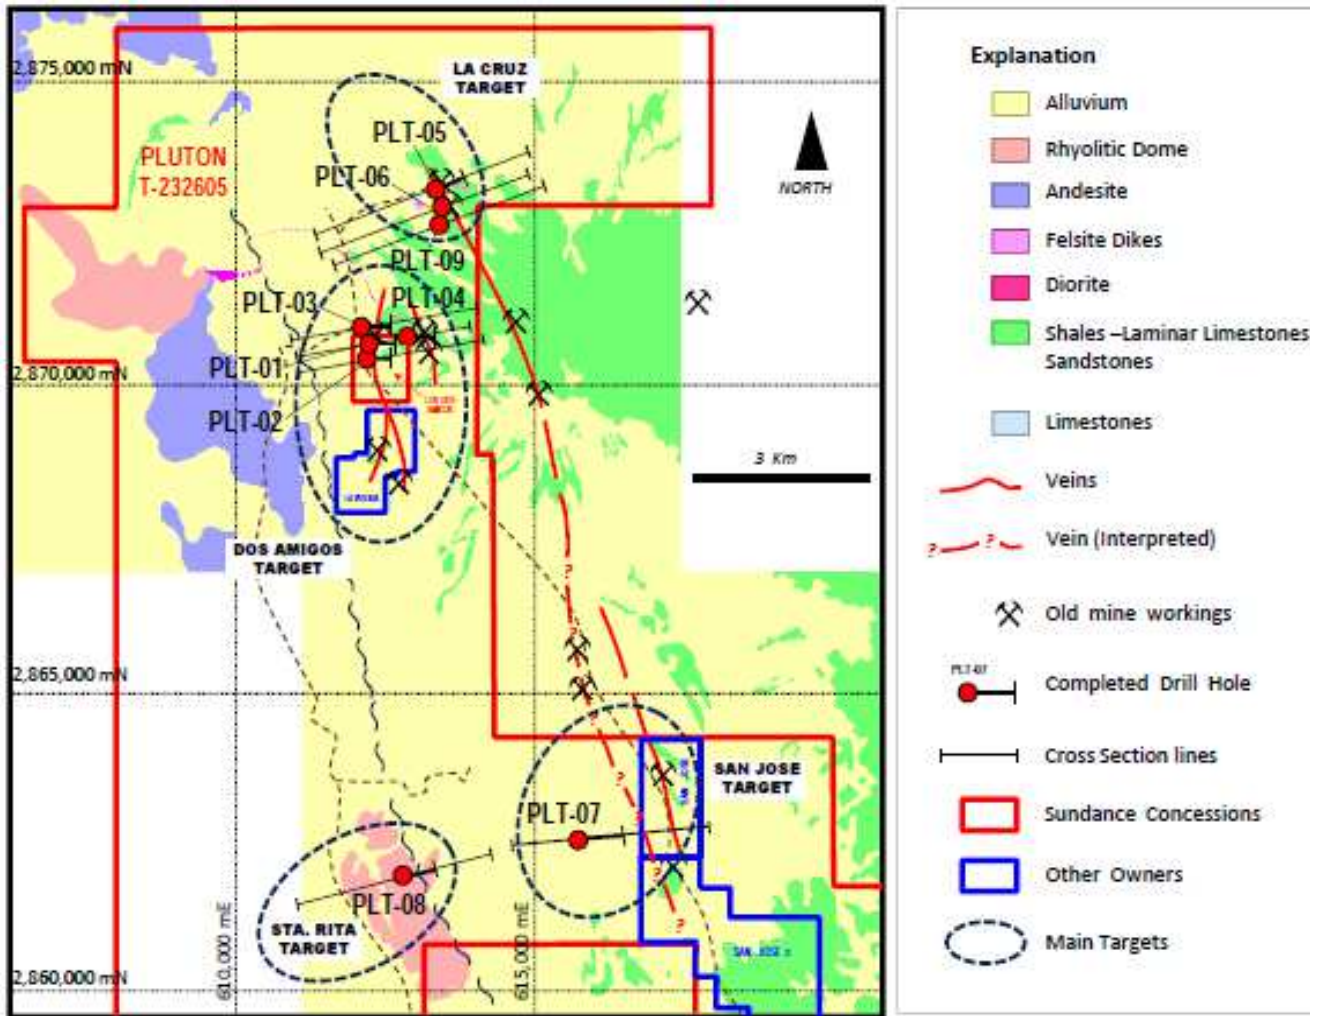 2,875,000 mN
LA CRUZ
TARGET
PLT-05
PLUTON
T-232605
PLT-06
NORTH
PLT-09
PLT-03
PLT-04
PLT-01
2,870,000 mN
PLT-02
3 Km
DOS AMIGOS
TARGET
2,865,000 mN
SAN JOSE
TARGET
PLT-07
PLT-08
STA. RITA
TARGET
610,000 mE
615,000 mE
SAN JOSE
2,860,000 mN
Explanation
Alluvium
Rhyolitic Dome
Andesite
Felsite Dikes
Diorite
Shales –Laminar Limestones
Sandstones
Limestones
Veins
? ?
Vein (Interpreted)
Old mine workings
PLT-07
Completed Drill Hole
Cross Section lines
Sundance Concessions
Other Owners
Main Targets